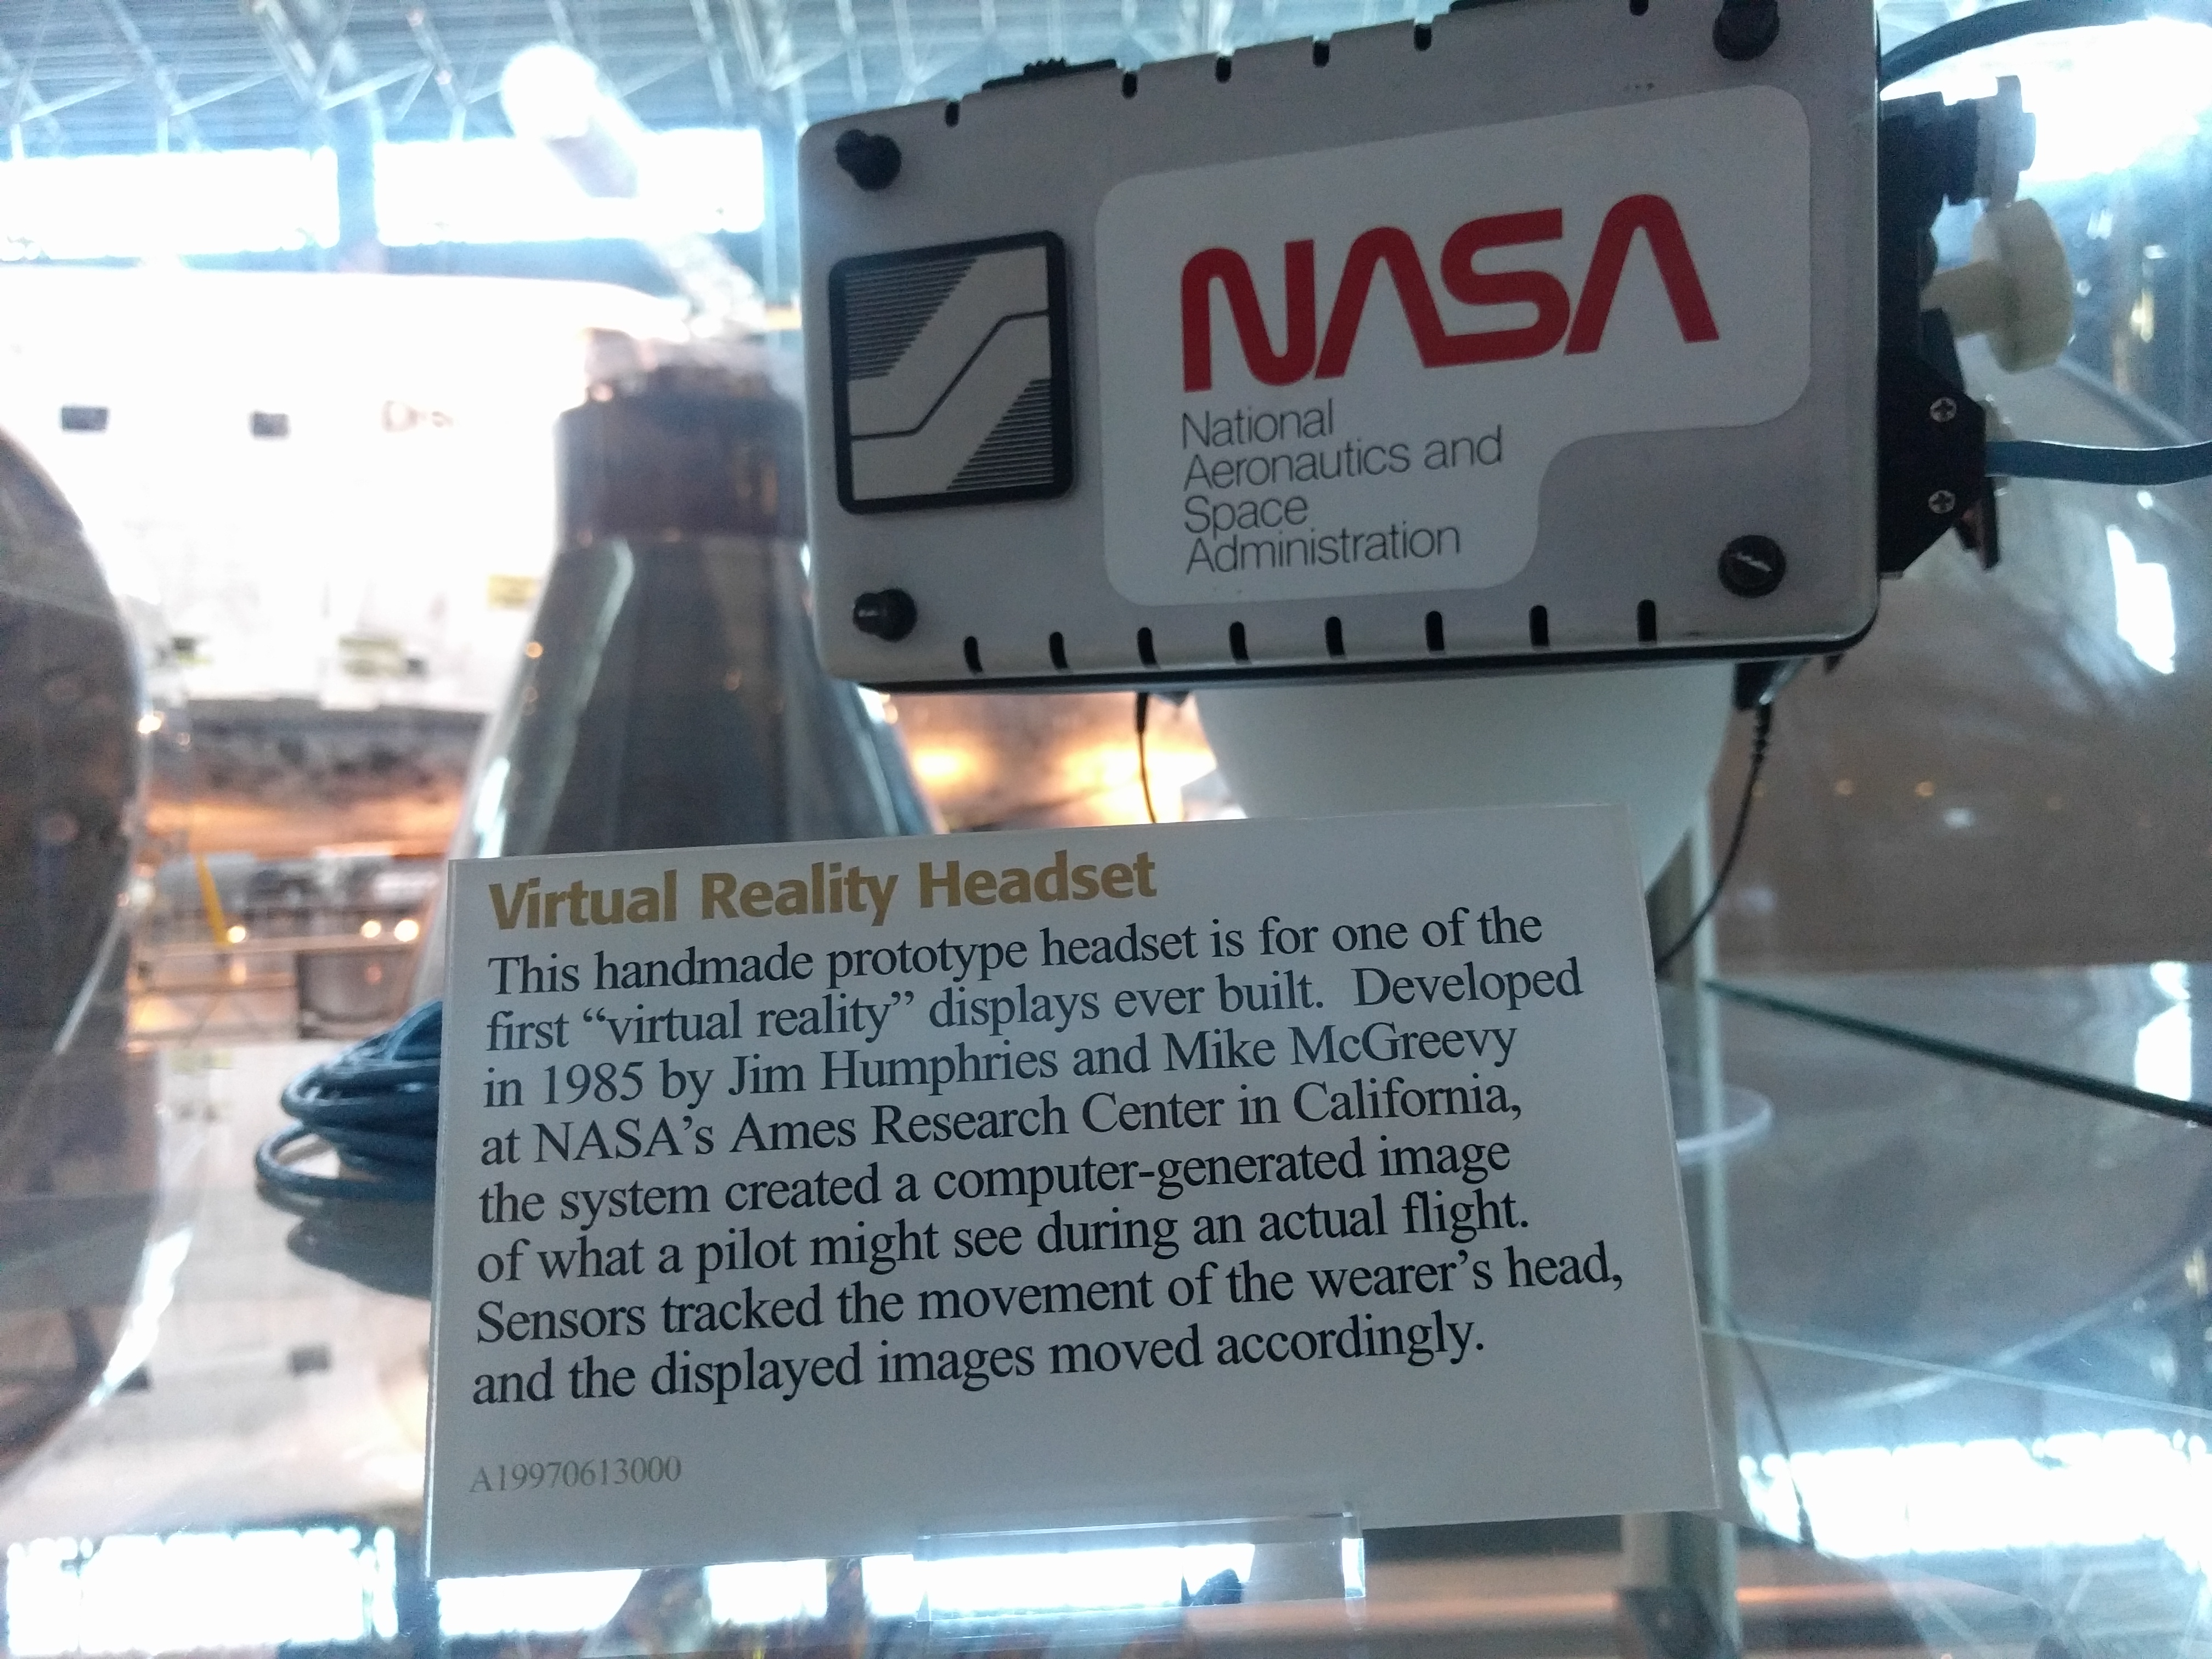 NASA
National
Aeronautics and
Space
Administration
Virtual Reality Headset
This handmade prototype headset is for one of the
first “virtual reality” displays ever built.  Developed
in 1985 by Jim Humphries and Mike McGreevy
at NASA’s Ames Research Center in California,
the system created a computer-generated image
of what a pilot might see during an actual flight.
Sensors tracked the movement of the wearer’s head,
and the displayed images moved accordingly.
A19970613000